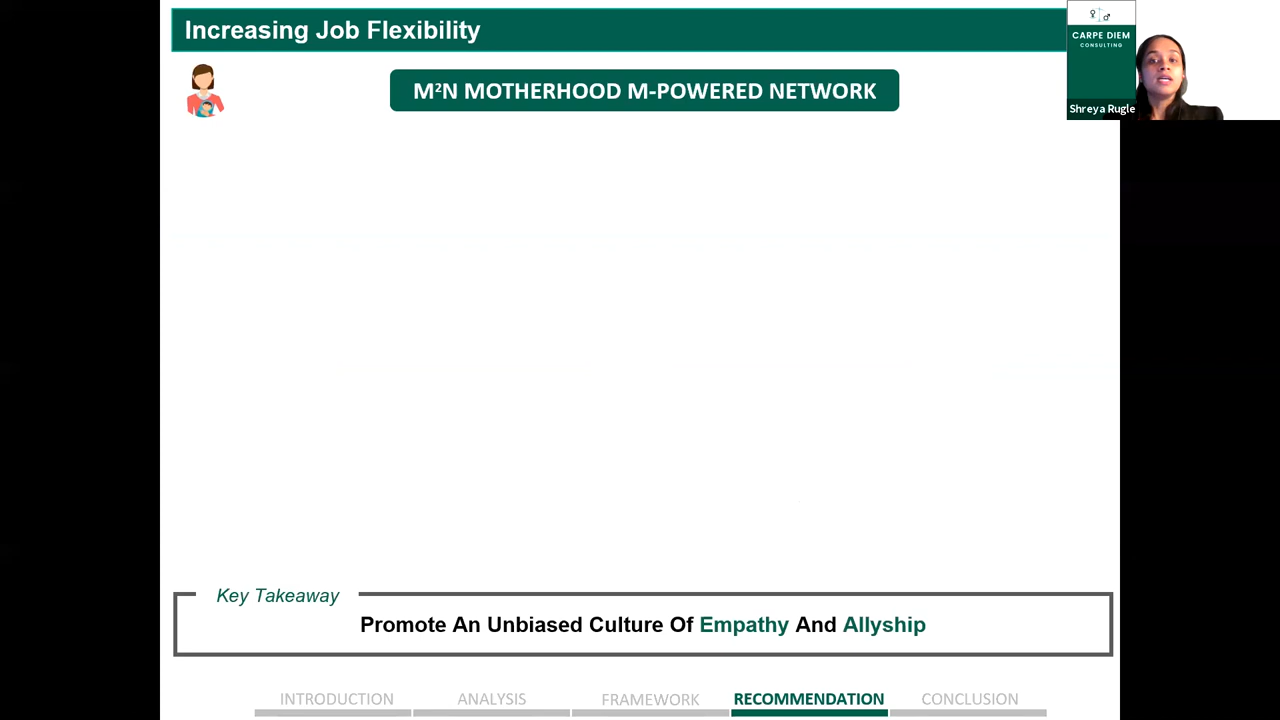 Increasing Job Flexibility
CARPE DIEM
CONSULTING
Shreya Rugle
M²N MOTHERHOOD M-POWERED NETWORK
Key Takeaway
Promote An Unbiased Culture Of Empathy And Allyship
INTRODUCTION
ANALYSIS
FRAMEWORK
RECOMMENDATION
CONCLUSION